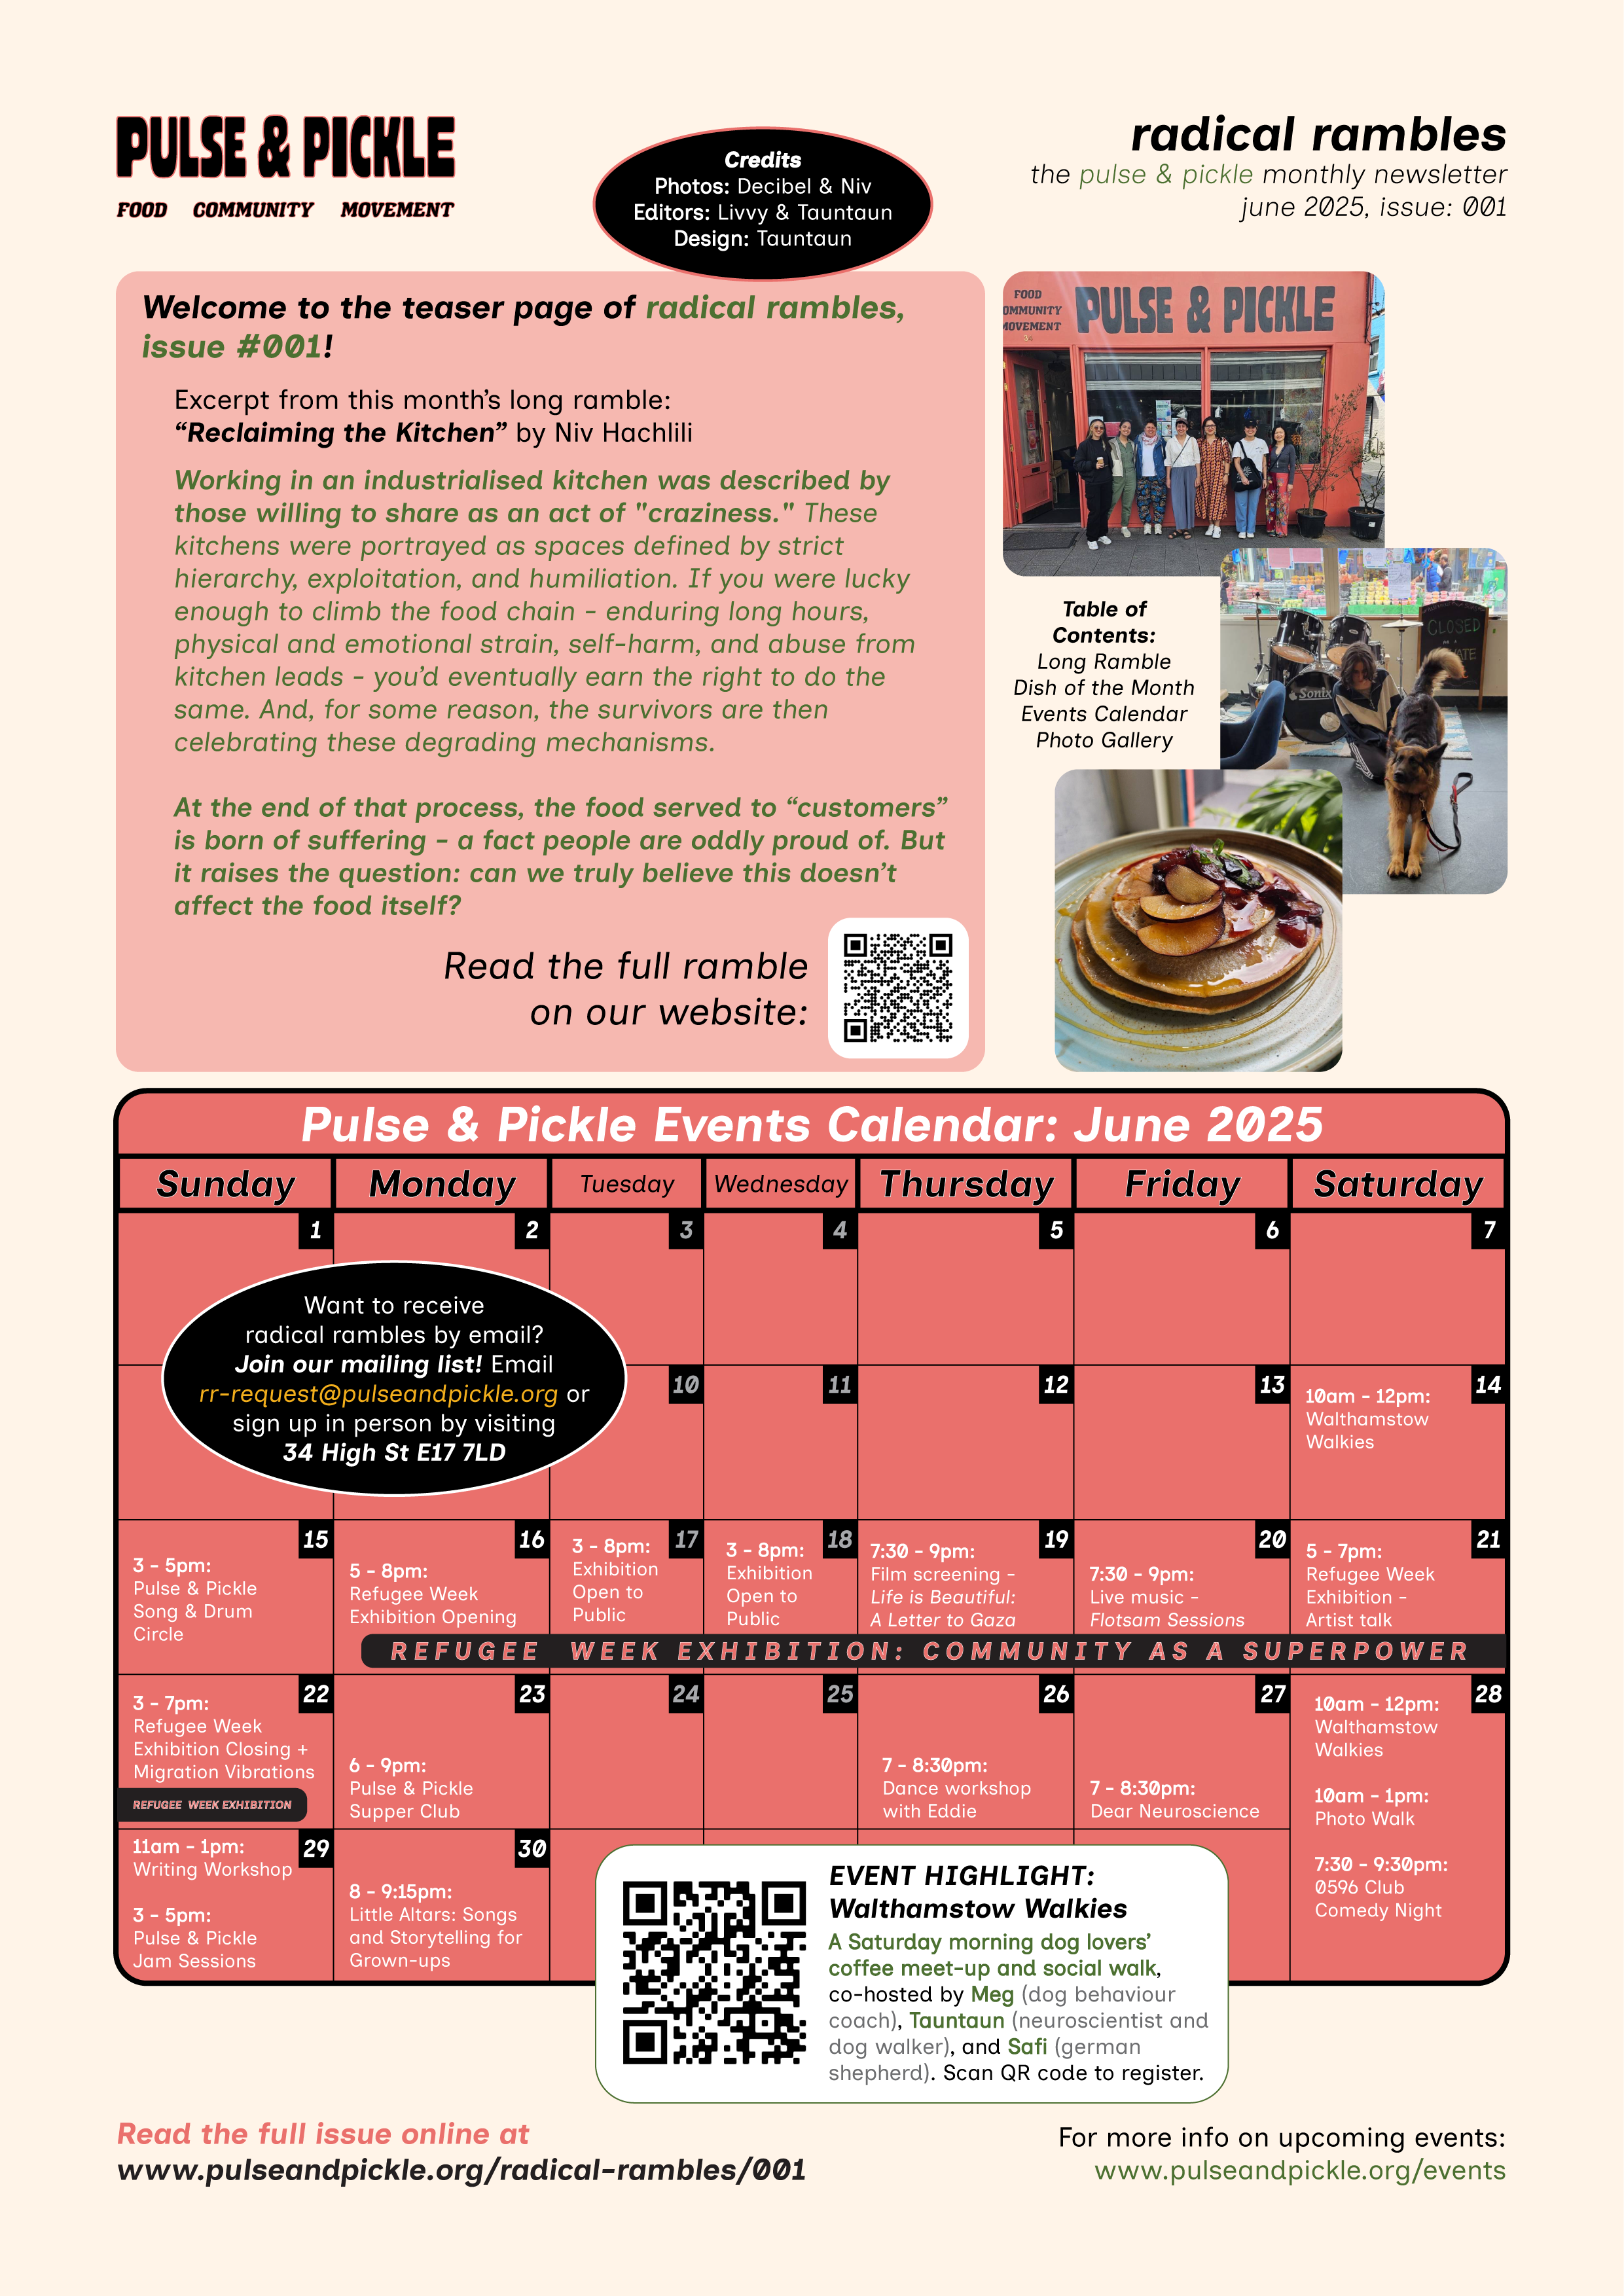 PULSE & PICKLE
FOOD COMMUNITY MOVEMENT
Credits
Photos: Decibel & Niv
Editors: Livvy & Tauntaun
Design: Tauntaun
radical rambles
the pulse & pickle monthly newsletter
june 2025, issue: 001
Welcome to the teaser page of radical rambles,
issue #001!
Excerpt from this month’s long ramble:
“Reclaiming the Kitchen” by Niv Hachlili
Working in an industrialised kitchen was described by
those willing to share as an act of "craziness." These
kitchens were portrayed as spaces defined by strict
hierarchy, exploitation, and humiliation. If you were lucky
enough to climb the food chain - enduring long hours,
physical and emotional strain, self-harm, and abuse from
kitchen leads - you’d eventually earn the right to do the
same. And, for some reason, the survivors are then
celebrating these degrading mechanisms.
At the end of that process, the food served to “customers”
is born of suffering - a fact people are oddly proud of. But
it raises the question: can we truly believe this doesn’t
affect the food itself?
Read the full ramble
on our website:
FOOD
OMMUNITY
MOVEMENT
PULSE & PICKLE
Table of
Contents:
Long Ramble
Dish of the Month
Events Calendar
Photo Gallery
CLOSED
Sonix
Pulse & Pickle Events Calendar: June 2025
Sunday Monday Tuesday Wednesday Thursday Friday Saturday
1 2 3 4 5 6 7
Want to receive
radical rambles by email?
Join our mailing list! Email
rr-request@pulseandpickle.org or
sign up in person by visiting
34 High St E17 7LD
10 11 12 13 14
10am - 12pm:
Walthamstow
Walkies
15
3 - 5pm:
Pulse & Pickle
Song & Drum
Circle
16
5 - 8pm:
Refugee Week
Exhibition Opening
17
3 - 8pm:
Exhibition
Open to
Public
18
3 - 8pm:
Exhibition
Open to
Public
19
7:30 - 9pm:
Film screening -
Life is Beautiful:
A Letter to Gaza
20
7:30 - 9pm:
Live music -
Flotsam Sessions
21
5 - 7pm:
Refugee Week
Exhibition -
Artist talk
REFUGEE WEEK EXHIBITION: COMMUNITY AS A SUPERPOWER
22
3 - 7pm:
Refugee Week
Exhibition Closing +
Migration Vibrations
REFUGEE WEEK EXHIBITION
23
6 - 9pm:
Pulse & Pickle
Supper Club
24
25
26
7 - 8:30pm:
Dance workshop
with Eddie
27
7 - 8:30pm:
Dear Neuroscience
28
10am - 12pm:
Walthamstow
Walkies
10am - 1pm:
Photo Walk
7:30 - 9:30pm:
0596 Club
Comedy Night
29
11am - 1pm:
Writing Workshop
3 - 5pm:
Pulse & Pickle
Jam Sessions
30
8 - 9:15pm:
Little Altars: Songs
and Storytelling for
Grown-ups
EVENT HIGHLIGHT:
Walthamstow Walkies
A Saturday morning dog lovers’
coffee meet-up and social walk,
co-hosted by Meg (dog behaviour
coach), Tauntaun (neuroscientist and
dog walker), and Safi (german
shepherd). Scan QR code to register.
Read the full issue online at
www.pulseandpickle.org/radical-rambles/001
For more info on upcoming events:
www.pulseandpickle.org/events